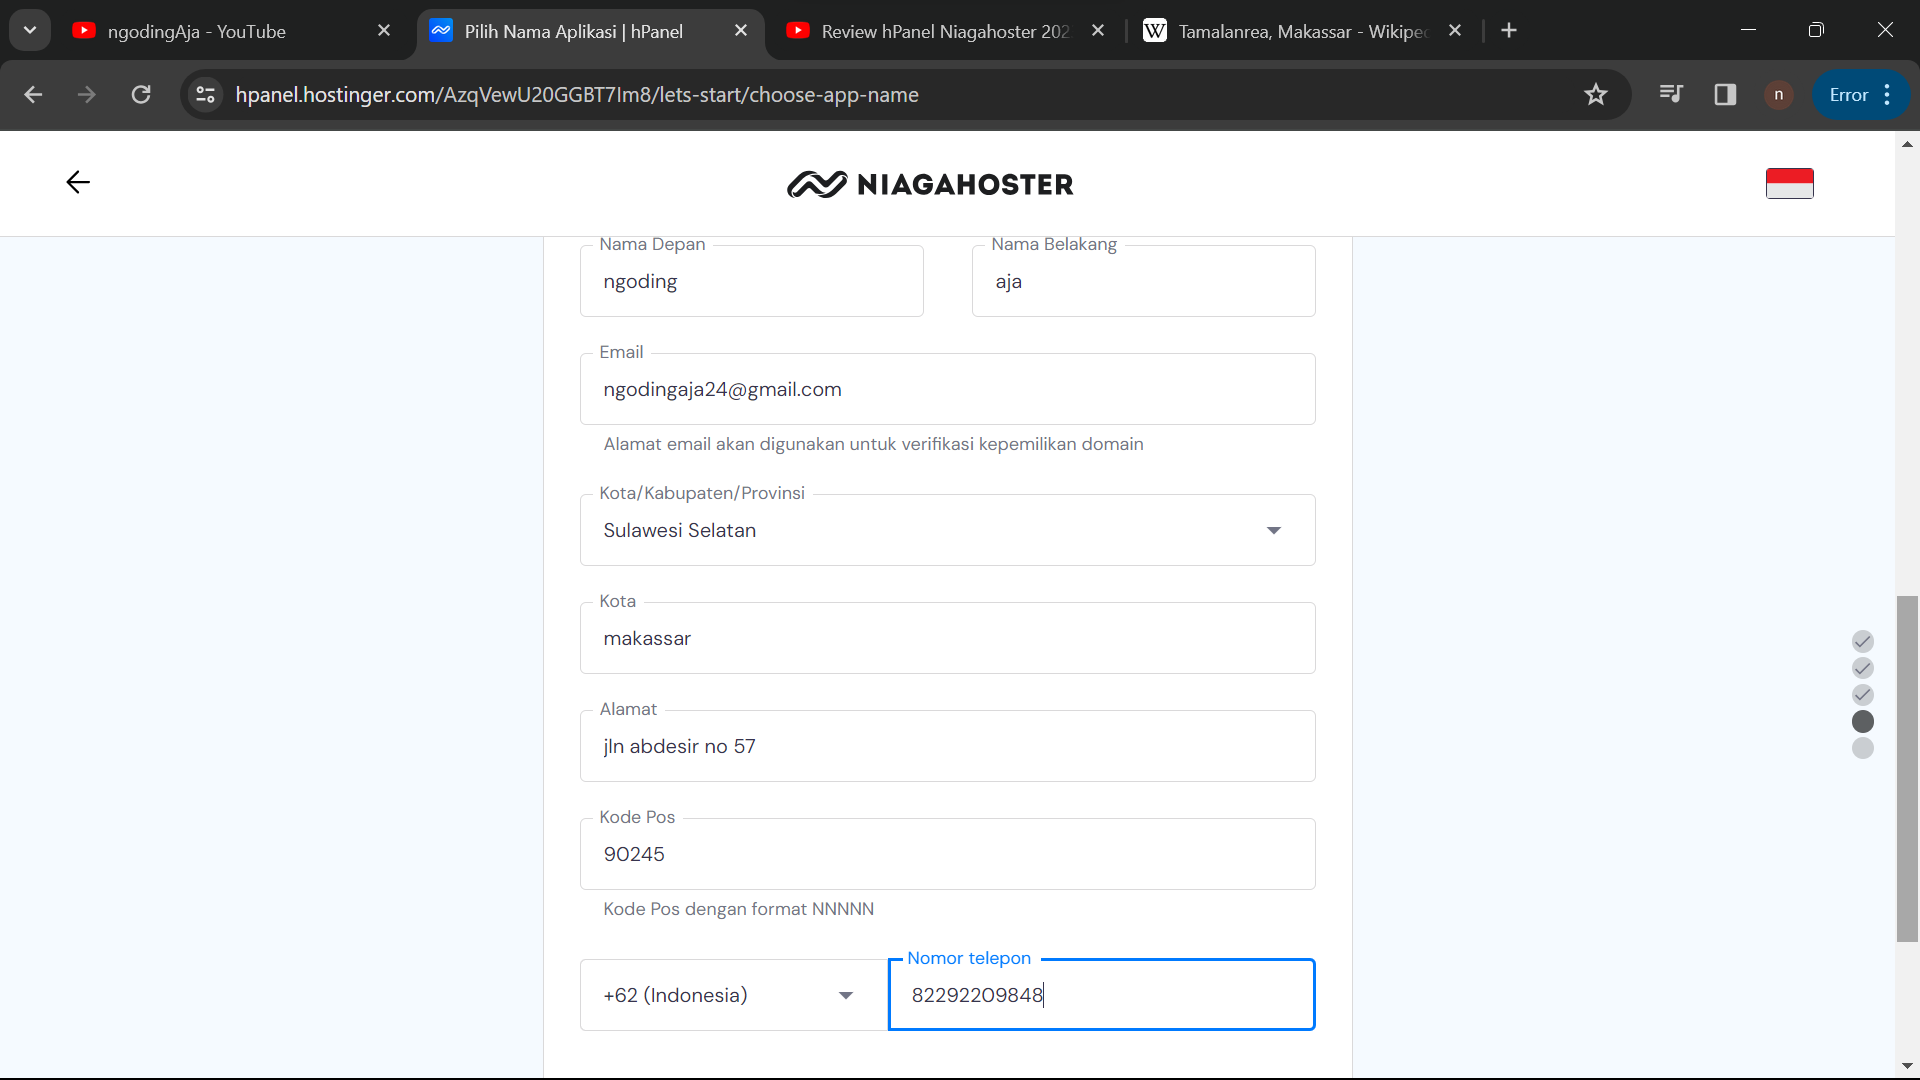 ngodingAja - YouTube
Pilih Nama Aplikasi | hPanel
Review hPanel Niagahoster 202
W
Tamalanrea, Makassar - Wikipe
hpanel.hostinger.com/AzqVewU20GGBT7Im8/lets-start/choose-app-name
n
Error
NIAGAHOSTER
Nama Depan
ngoding
Nama Belakang
aja
Email
ngodingaja24@gmail.com
Alamat email akan digunakan untuk verifikasi kepemilikan domain
Kota/Kabupaten/Provinsi
Sulawesi Selatan
Kota
makassar
Alamat
jln abdesir no 57
Kode Pos
90245
Kode Pos dengan format NNNNN
+62 (Indonesia)
Nomor telepon
82292209848